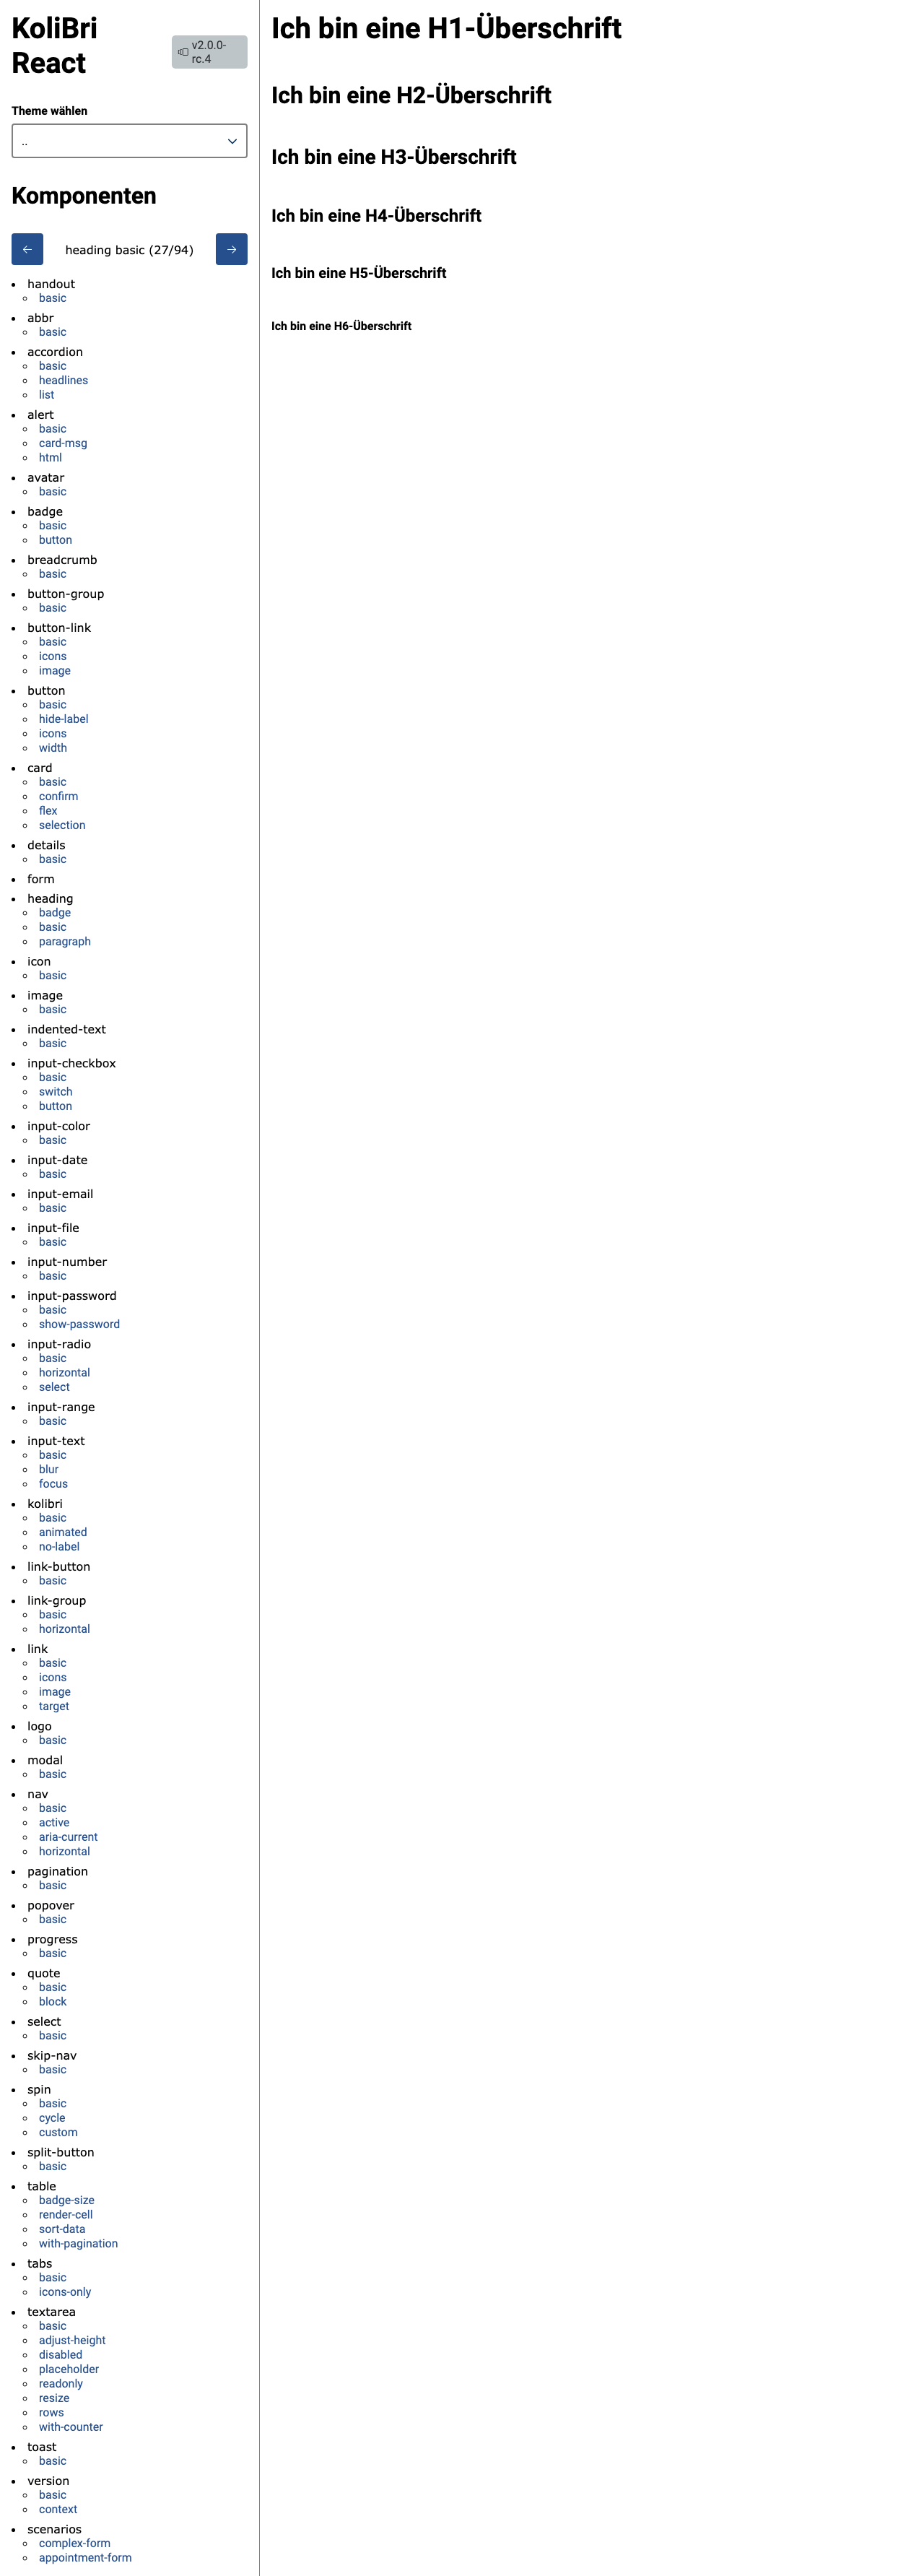 KoliBri
React
v2.0.0-
rc.4
Theme wählen
..
Komponenten
heading basic (27/94)
handout
basic
abbr
basic
accordion
basic
headlines
list
alert
basic
card-msg
html
avatar
basic
badge
basic
button
breadcrumb
basic
button-group
basic
button-link
basic
icons
image
button
basic
hide-label
icons
width
card
basic
confirm
flex
selection
details
basic
form
heading
badge
basic
paragraph
icon
basic
image
basic
indented-text
basic
input-checkbox
basic
switch
button
input-color
basic
input-date
basic
input-email
basic
input-file
basic
input-number
basic
input-password
basic
show-password
input-radio
basic
horizontal
select
input-range
basic
input-text
basic
blur
focus
kolibri
basic
animated
no-label
link-button
basic
link-group
basic
horizontal
link
basic
icons
image
target
logo
basic
modal
basic
nav
basic
active
aria-current
horizontal
pagination
basic
popover
basic
progress
basic
quote
basic
block
select
basic
skip-nav
basic
spin
basic
cycle
custom
split-button
basic
table
badge-size
render-cell
sort-data
with-pagination
tabs
basic
icons-only
textarea
basic
adjust-height
disabled
placeholder
readonly
resize
rows
with-counter
toast
basic
version
basic
context
scenarios
complex-form
appointment-form
Ich bin eine H1-Überschrift
Ich bin eine H2-Überschrift
Ich bin eine H3-Überschrift
Ich bin eine H4-Überschrift
Ich bin eine H5-Überschrift
Ich bin eine H6-Überschrift